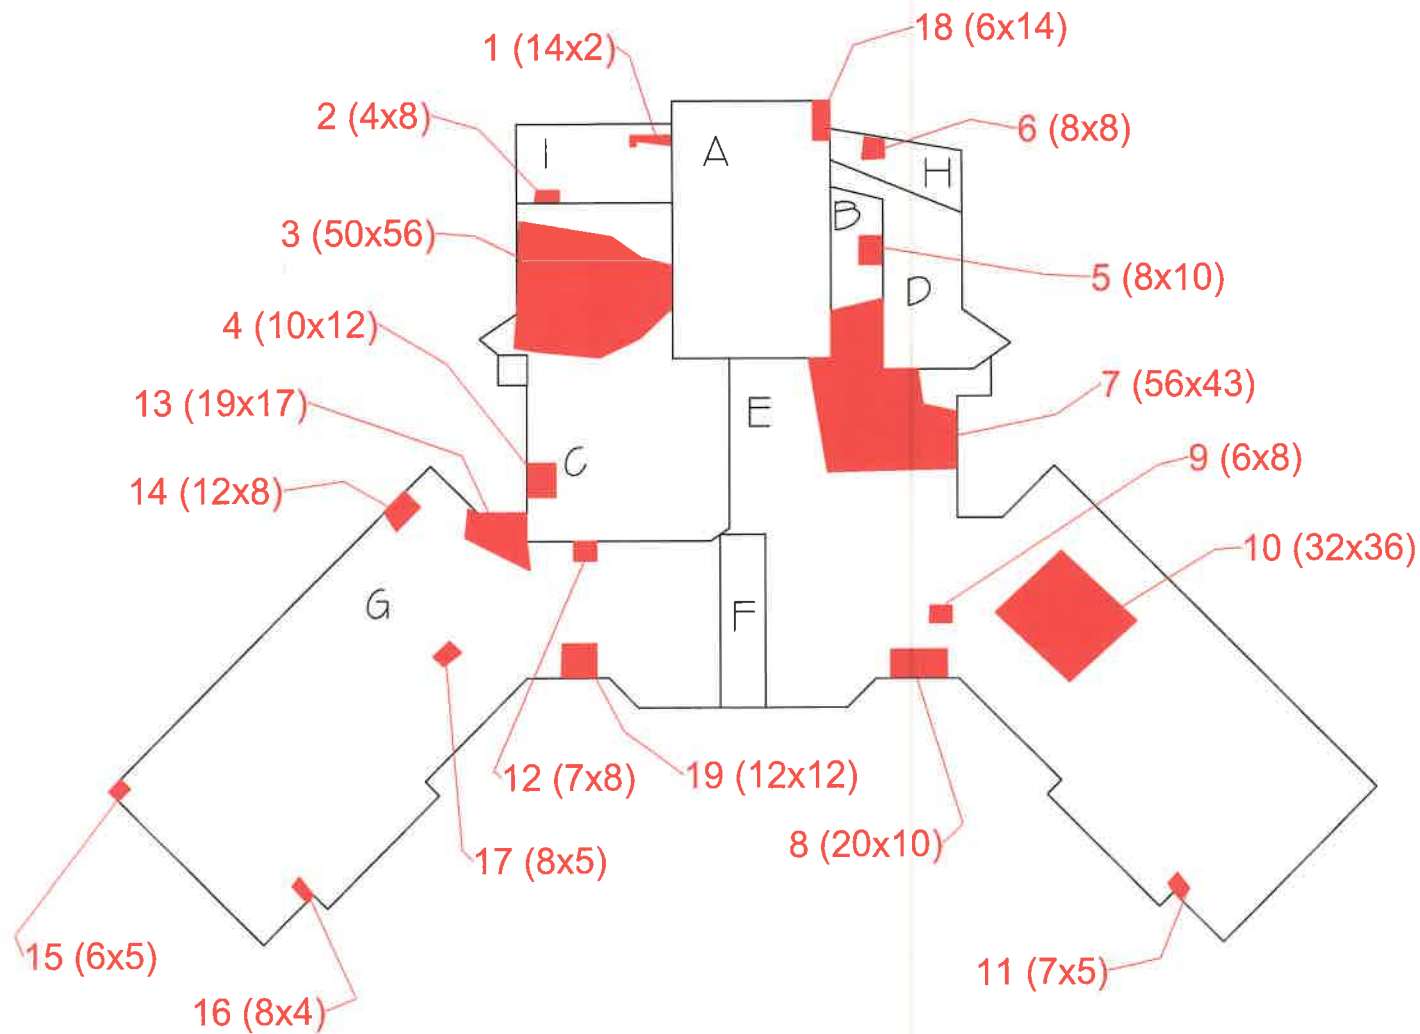 18 (6x14)
1 (14x2)
2 (4x8)
6 (8x8)
I
A
H
B
3 (50x56)
5 (8x10)
D
4 (10x12)
7 (56x43)
13 (19x17)
E
C
9 (6x8)
14 (12x8)
10 (32x36)
G
F
12 (7x8)
19 (12x12)
8 (20x10)
17 (8x5)
15 (6x5)
11 (7x5)
16 (8x4)